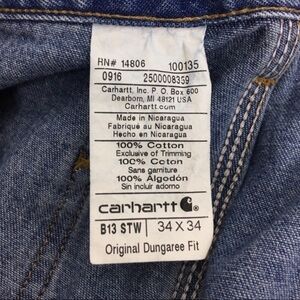 RN# 14806 100135
0916 2500008359
Carhartt, Inc. P. O. Box 600
Dearborn, MI 48121 USA
Carhartt.com
Made in Nicaragua
Fabriqué au Nicaragua
Hecho en Nicaragua
100% Cotton
Exclusive of Trimming
100% Coton
Sans garniture
100% Algodón
Sin incluir adorno
carhartt
B13 STW 34 X 34
Original Dungaree Fit